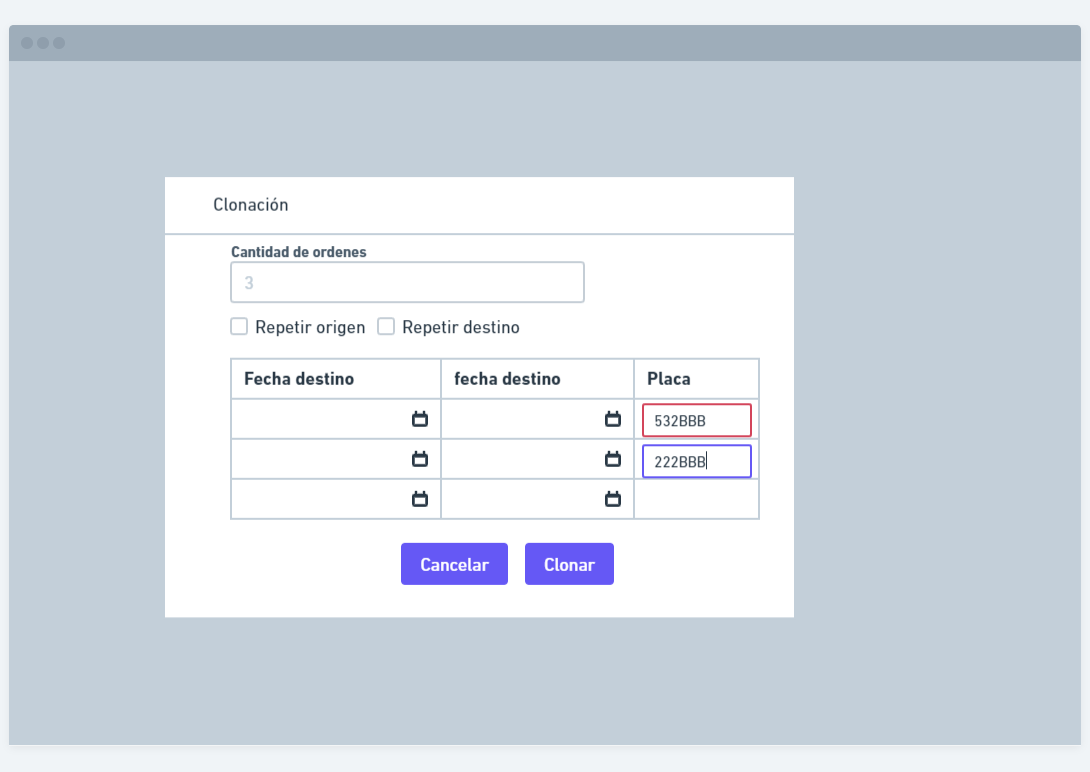 Clonación
Cantidad de ordenes
3
Repetir origen Repetir destino
Fecha destino fecha destino Placa
532BBB
222BBB
Cancelar Clonar